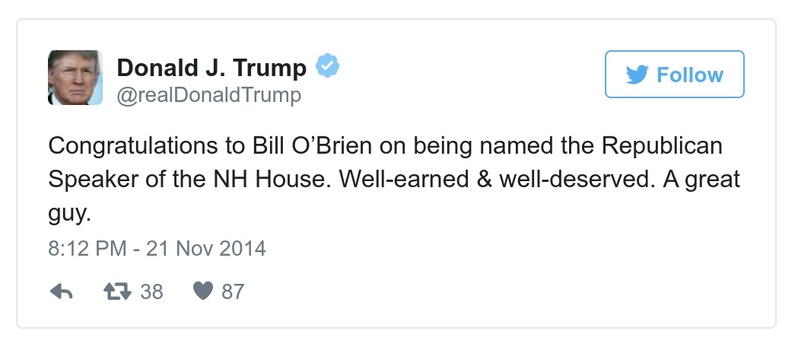 Donald J. Trump
@realDonaldTrump
Follow
Congratulations to Bill O’Brien on being named the Republican
Speaker of the NH House. Well-earned & well-deserved. A great
guy.
8:12 PM - 21 Nov 2014
38 87